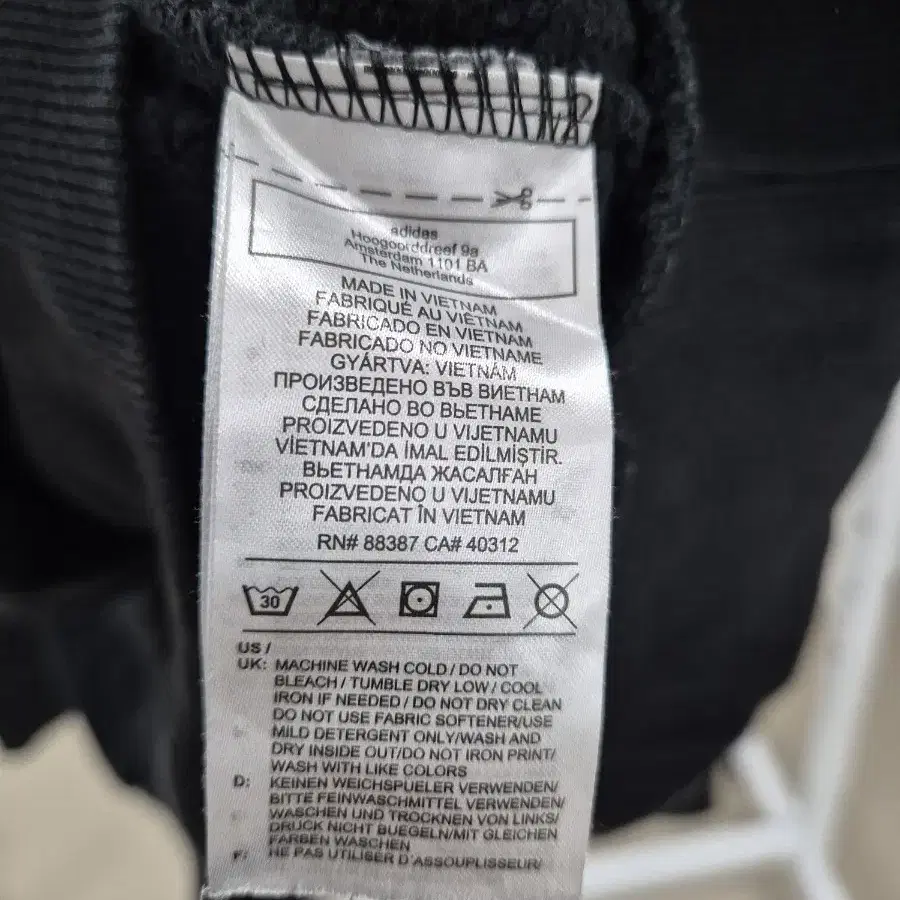 adidas
Hoogoorddreef 9a
Amsterdam 1101 BA
The Netherlands
MADE IN VIETNAM
FABRIQUÉ AU VIETNAM
FABRICADO EN VIETNAM
FABRICADO NO VIETNAME
GYÁRTVA: VIETNÁM
ПРОИЗВЕДЕНО ВЪВ ВИЕТНАМ
СДЕЛАНО ВО ВЬЕТНАМЕ
PROIZVEDENO U VIJETNAMU
VİETNAM'DA İMAL EDİLMİŞTİR.
ВЬЕТНАМДА ЖАСАЛҒАН
PROIZVEDENO U VIJETNAMU
FABRICAT ÎN VIETNAM
RN# 88387 CA# 40312
30
US /
UK: MACHINE WASH COLD / DO NOT
BLEACH / TUMBLE DRY LOW / COOL
IRON IF NEEDED / DO NOT DRY CLEAN
DO NOT USE FABRIC SOFTENER/USE
MILD DETERGENT ONLY/WASH AND
DRY INSIDE OUT/DO NOT IRON PRINT/
WASH WITH LIKE COLORS
D: KEINEN WEICHSPUELER VERWENDEN/
BITTE FEINWASCHMITTEL VERWENDEN/
WASCHEN UND TROCKNEN VON LINKS/
DRUCK NICHT BUEGELN/MIT GLEICHEN
FARBEN WASCHEN
F: NE PAS UTILISER D'ASSOUPLISSEUR/